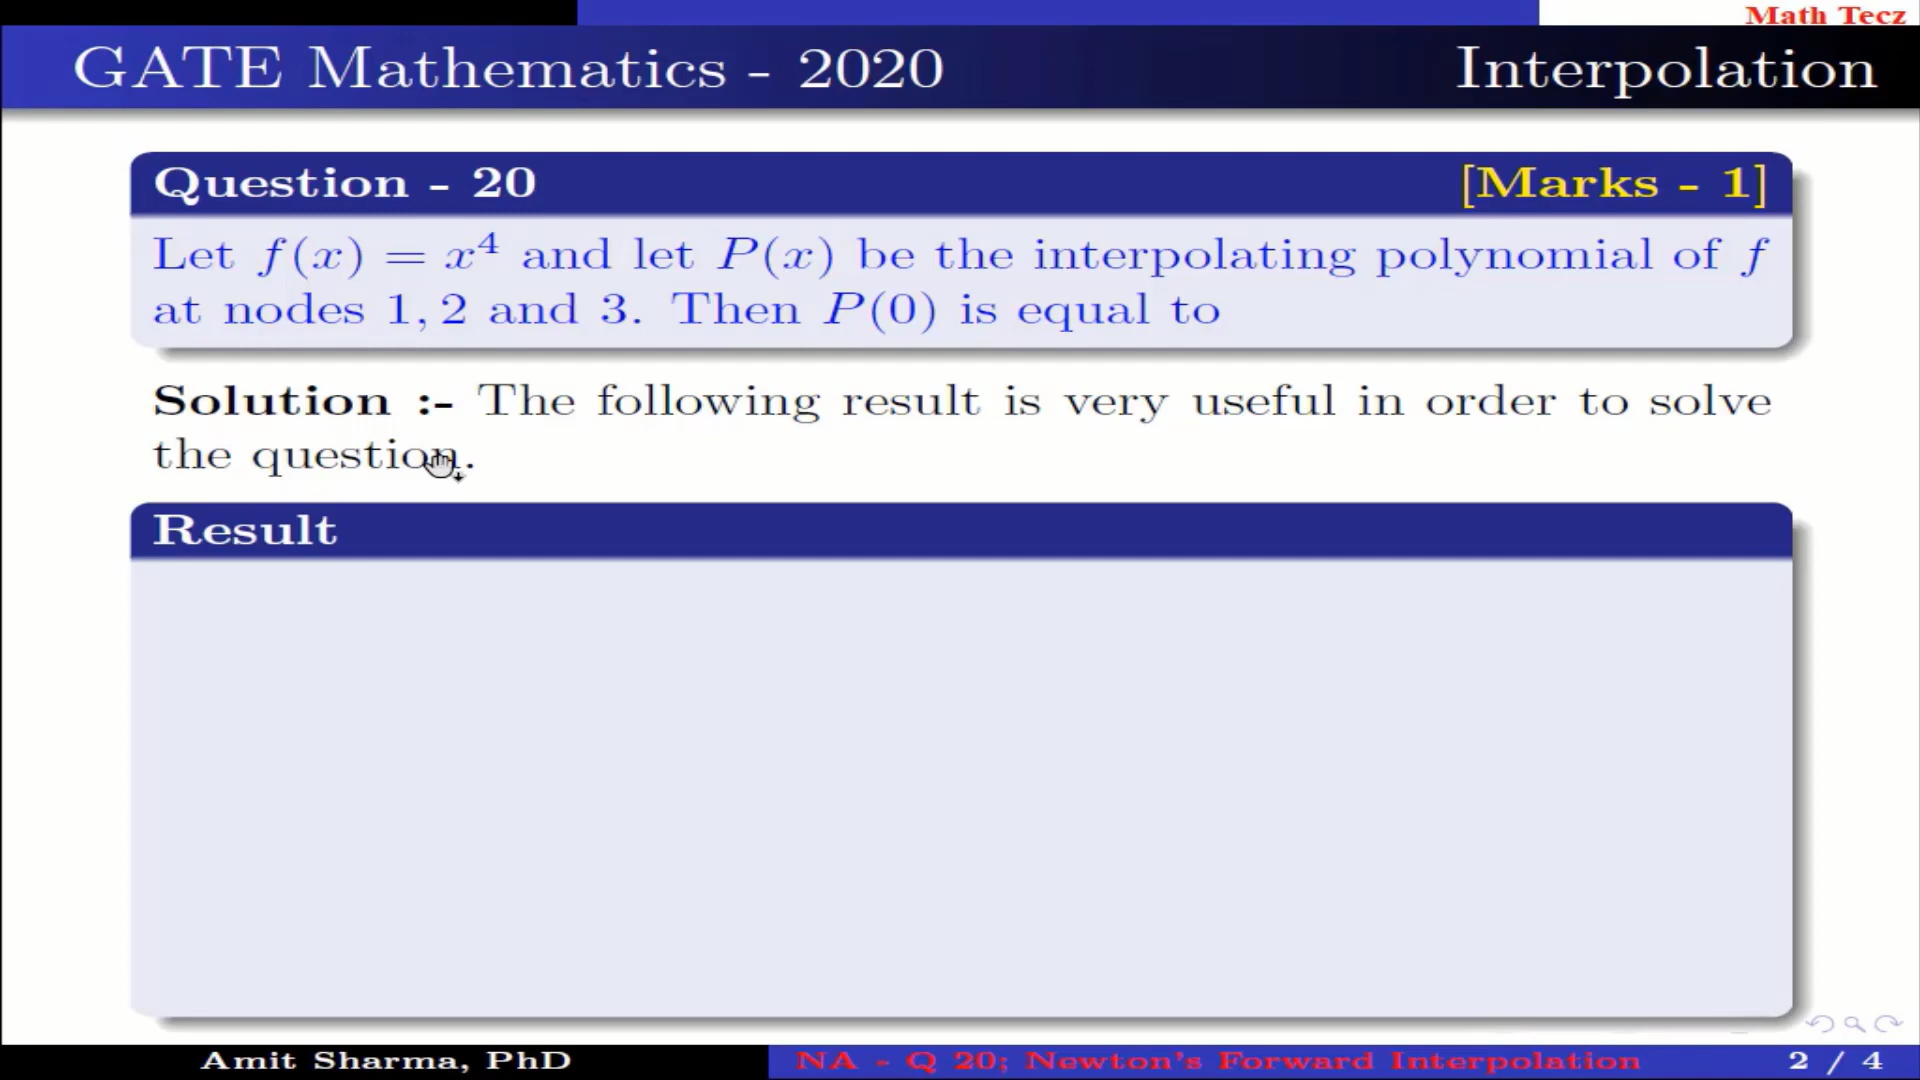 Math Tecz
GATE Mathematics - 2020 Interpolation
Question - 20 [Marks - 1]
Let f(x) = x⁴ and let P(x) be the interpolating polynomial of f
at nodes 1, 2 and 3. Then P(0) is equal to
Solution :- The following result is very useful in order to solve
the question.
Result
Amit Sharma, PhD NA - Q 20; Newton's Forward Interpolation 2 / 4